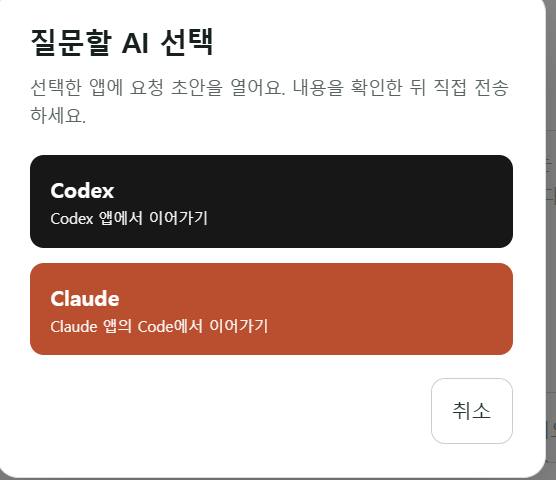 질문할 AI 선택
선택한 앱에 요청 초안을 열어요. 내용을 확인한 뒤 직접 전송
하세요.
Codex
Codex 앱에서 이어가기
Claude
Claude 앱의 Code에서 이어가기
취소